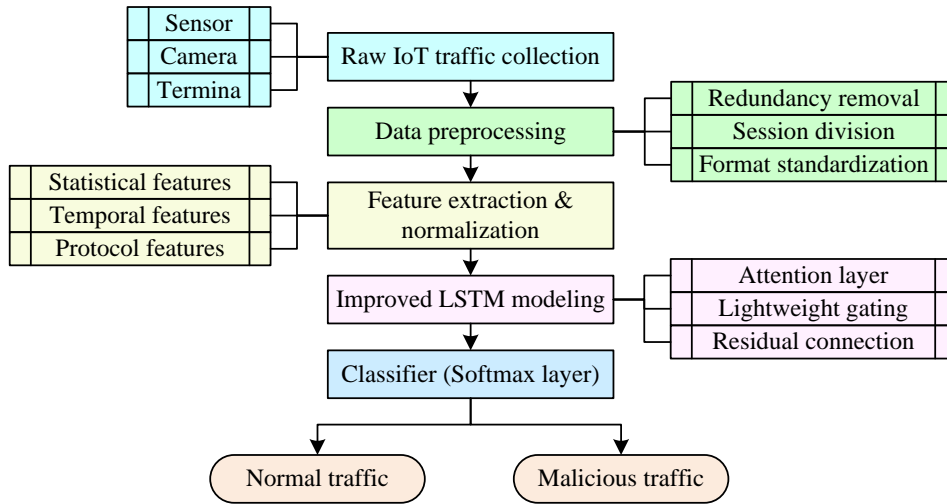 Sensor
Camera
Termina
Raw IoT traffic collection
Data preprocessing
Redundancy removal
Session division
Format standardization
Statistical features
Temporal features
Protocol features
Feature extraction &
normalization
Improved LSTM modeling
Attention layer
Lightweight gating
Residual connection
Classifier (Softmax layer)
Normal traffic
Malicious traffic